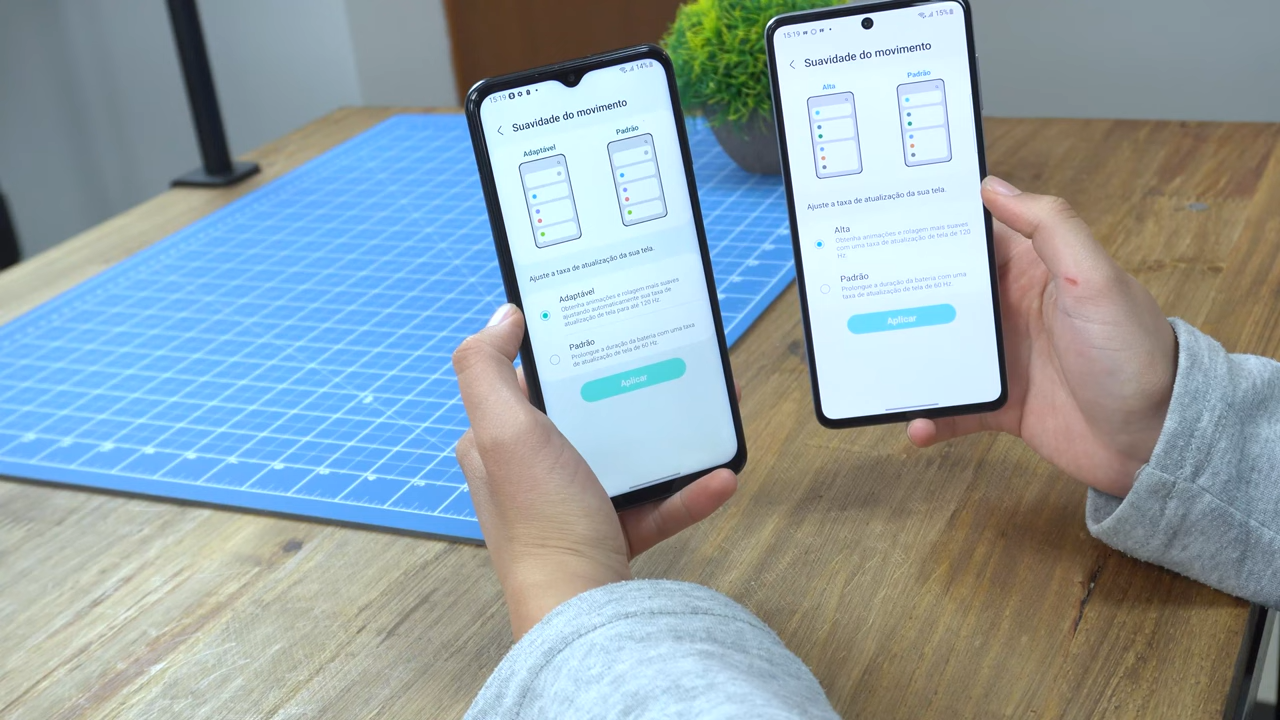 15:19
14%
Suavidade do movimento
Adaptável
Padrão
Ajuste a taxa de atualização da sua tela.
Adaptável
Obtenha animações e rolagem mais suaves
ajustando automaticamente sua taxa de
atualização de tela para até 120 Hz.
Padrão
Prolongue a duração da bateria com uma taxa
de atualização de tela de 60 Hz.
Aplicar
15:19
15%
Suavidade do movimento
Alta
Padrão
Ajuste a taxa de atualização da sua tela.
Alta
Obtenha animações e rolagem mais suaves
com uma taxa de atualização de tela de 120
Hz.
Padrão
Prolongue a duração da bateria com uma
taxa de atualização de tela de 60 Hz.
Aplicar